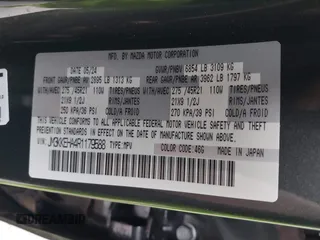 MFD. BY MAZDA MOTOR CORPORATION
DATE 05/24 GVWR/PNBV 6854 LB 3109 KG
FRONT GAWR/PNBE AV 2895 LB 1313 KG REAR GAWR/PNBE AR 3962 LB 1797 KG
WITH/AVEC 275 /45R21 110W TIRES/PNEUS WITH/AVEC 275 /45R21 110W TIRES/PNEUS
21X9 1/2J RIMS/JANTES 21X9 1/2J RIMS/JANTES
250 KPA/36 PSI COLD/A FROID 270 KPA/39 PSI COLD/A FROID
THIS VEHICLE CONFORMS TO ALL APPLICABLE FEDERAL MOTOR VEHICLE SAFETY, BUMPER, AND THEFT PREVENTION STANDARDS IN EFFECT ON THE DATE OF MANUFACTURE SHOWN ABOVE.
JM3KKEHA4R1179588 TYPE:MPV COLOR CODE: 46G MADE IN JAPAN